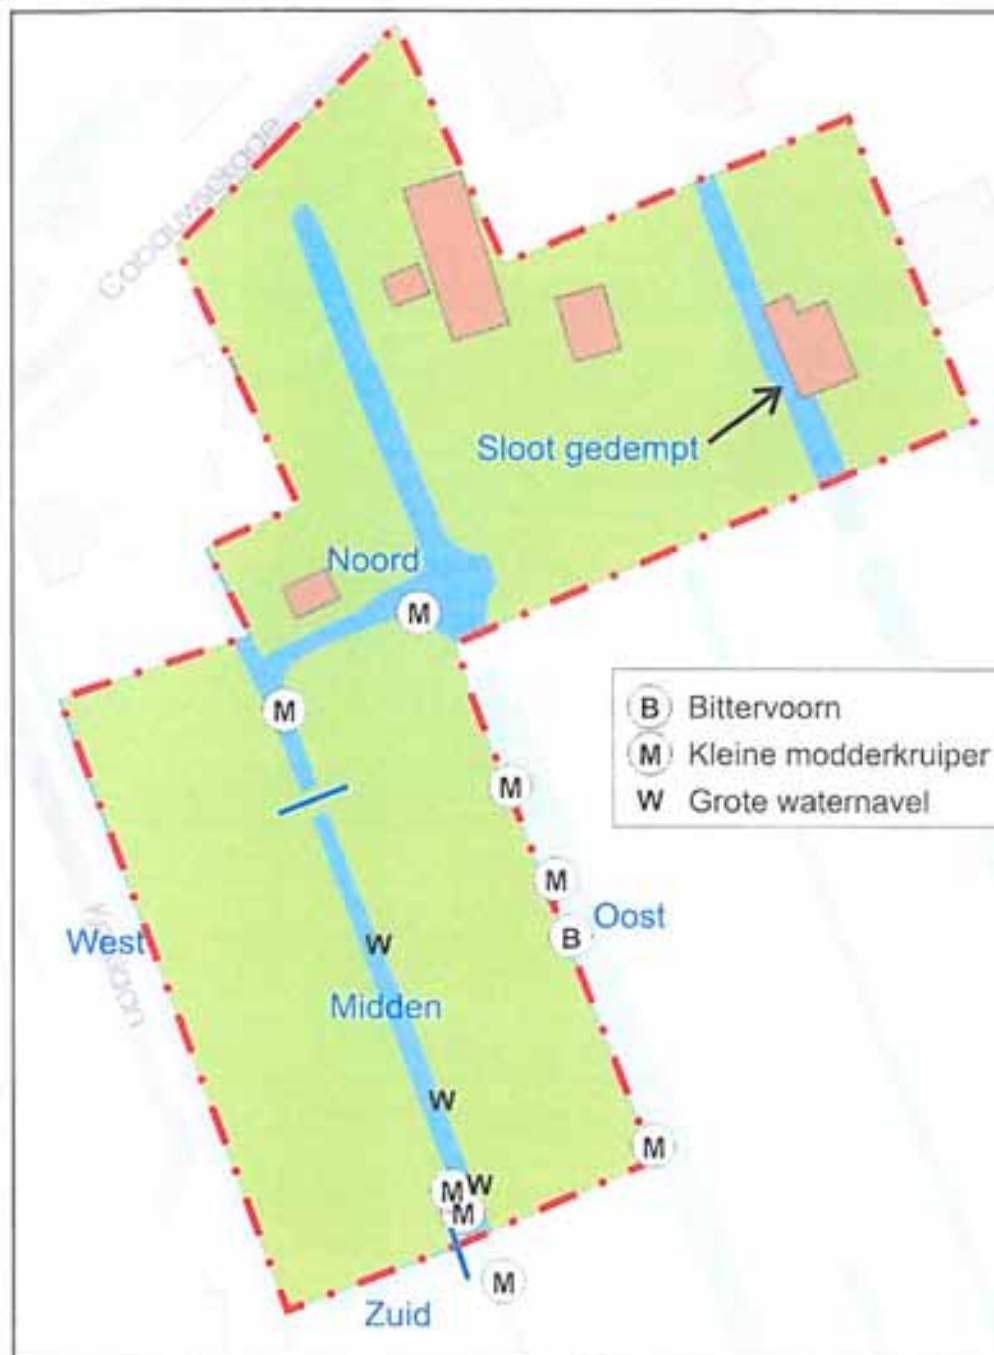 Sloot gedempt
Noord
M
M
B Bittervoorn
M Kleine modderkruiper
W Grote waternavel
M
M
B
Oost
W
West
Midden
W
M
M
W
M
M
Zuid